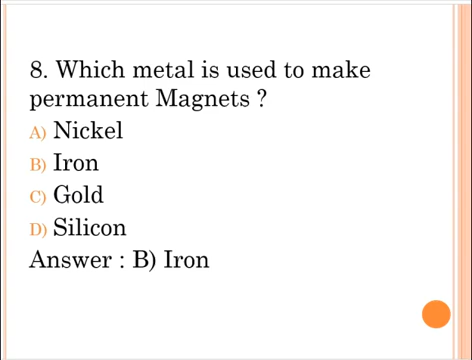 8. Which metal is used to make
permanent Magnets ?
A) Nickel
B) Iron
C) Gold
D) Silicon
Answer : B) Iron